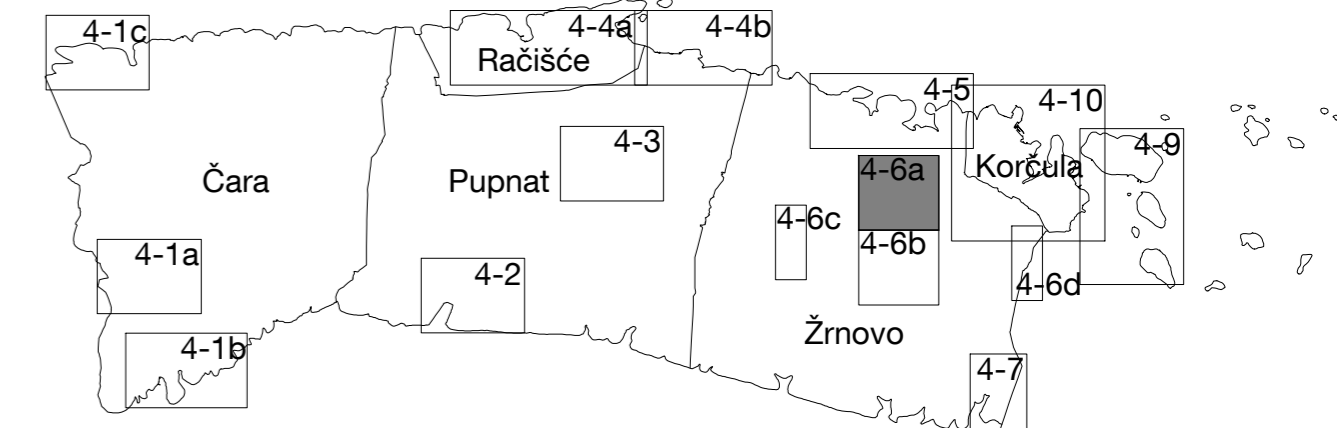 4-1c
4-4a
4-4b
Račišće
4-5
4-10
4-3
4-9
Čara
Pupnat
4-6a
Korčula
4-6c
4-6b
4-1a
4-2
4-6d
Žrnovo
4-1b
4-7